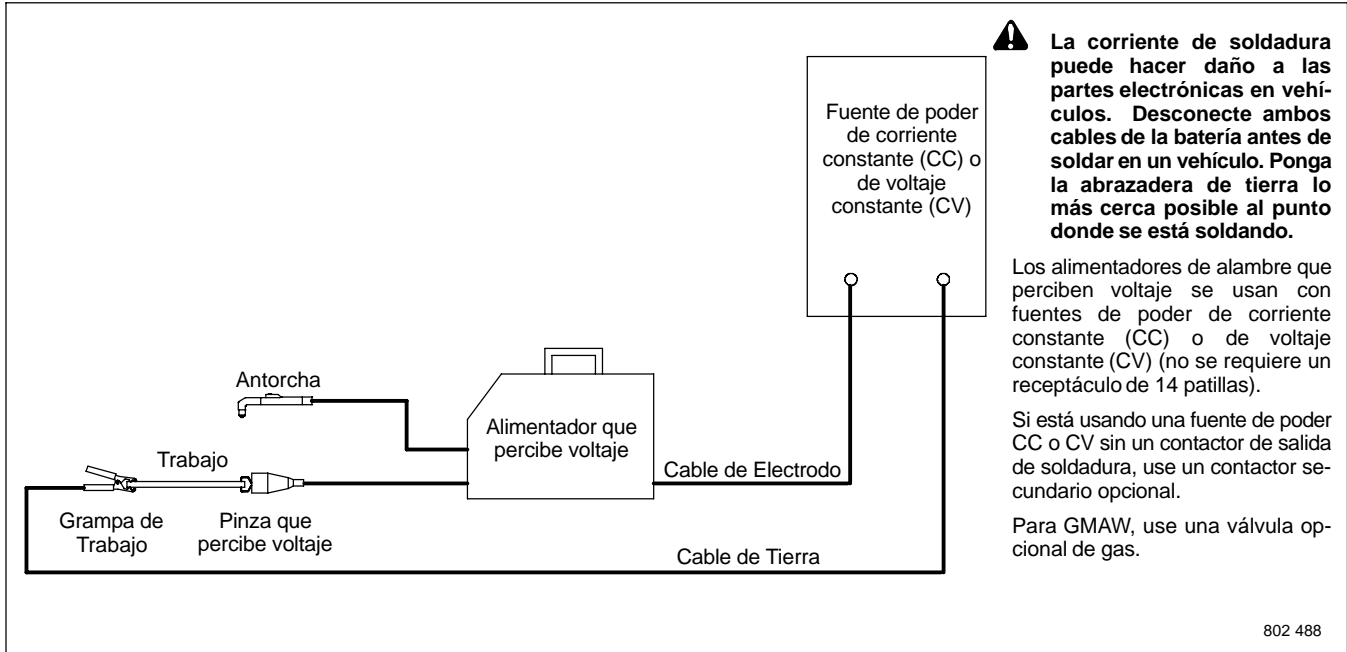 Fuente de poder
de corriente
constante (CC) o
de voltaje
constante (CV)
Antorcha
Alimentador que
percibe voltaje
Trabajo
Cable de Electrodo
Grampa de
Trabajo
Pinza que
percibe voltaje
Cable de Tierra
La corriente de soldadura
puede hacer daño a las
partes electrónicas en vehí-
culos. Desconecte ambos
cables de la batería antes de
soldar en un vehículo. Ponga
la abrazadera de tierra lo
más cerca posible al punto
donde se está soldando.
Los alimentadores de alambre que
perciben voltaje se usan con
fuentes de poder de corriente
constante (CC) o de voltaje
constante (CV) (no se requiere un
receptáculo de 14 patillas).
Si está usando una fuente de poder
CC o CV sin un contactor de salida
de soldadura, use un contactor se-
cundario opcional.
Para GMAW, use una válvula op-
cional de gas.
802 488